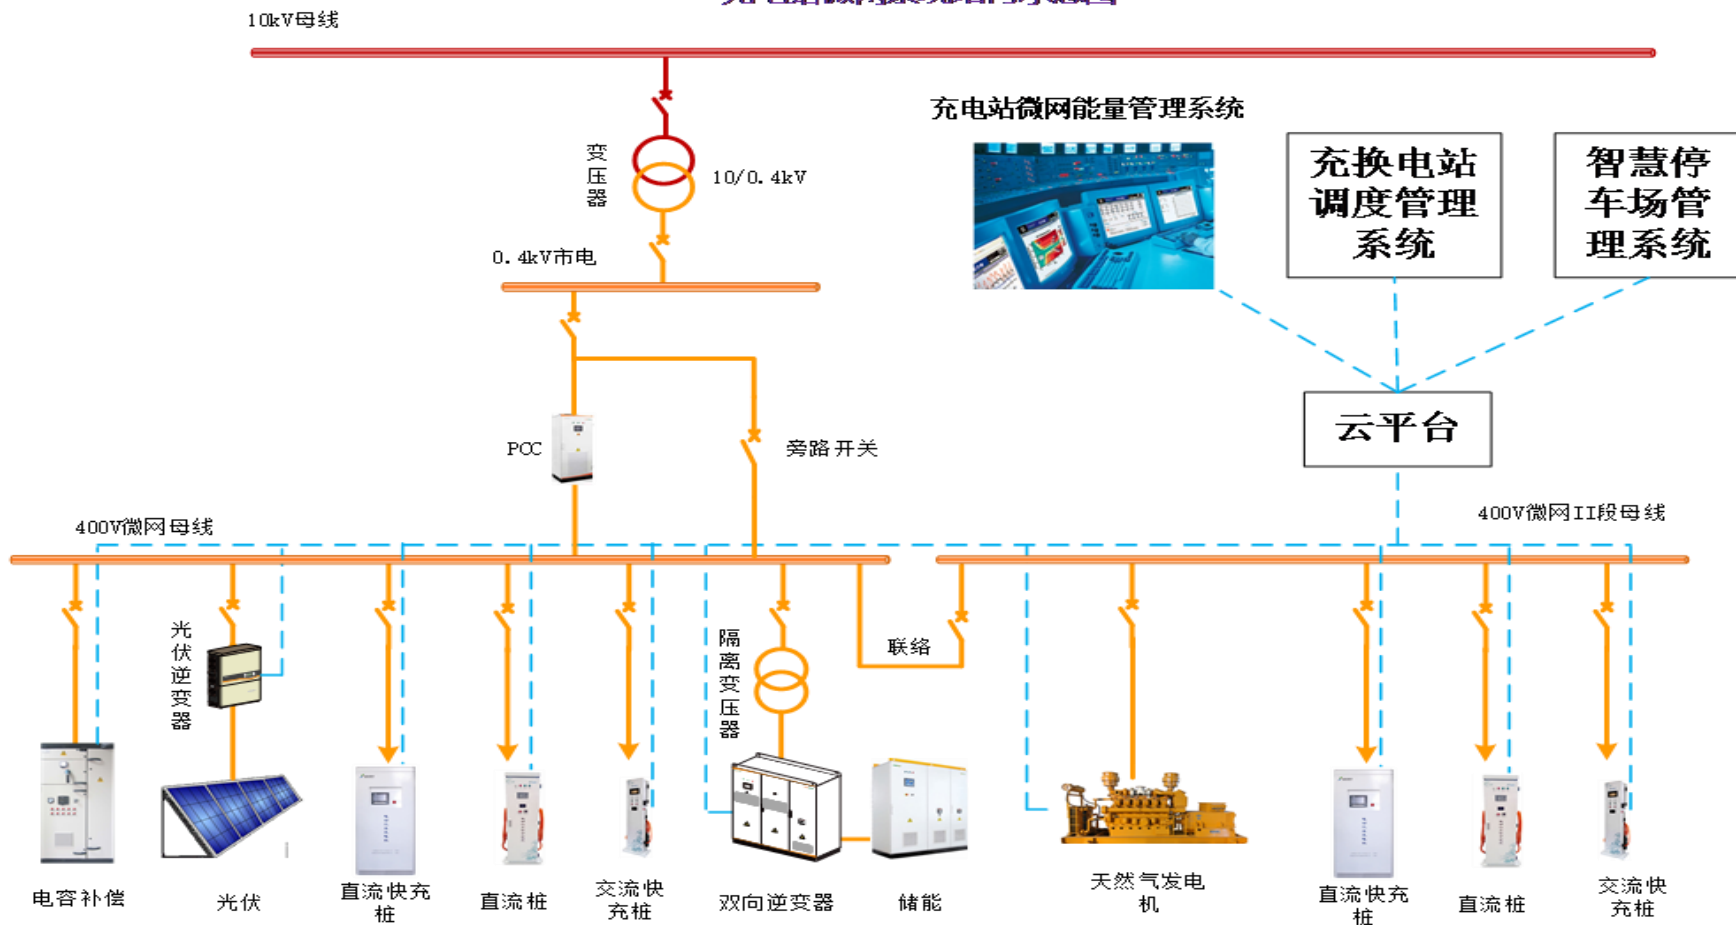 10kV母线
充电站微网能量管理系统
变
压
器
10/0.4kV
充换电站
调度管理
系统
智慧停
车场管
理系统
0.4kV市电
云平台
PCC
旁路开关
400V微网母线
400V微网II段母线
光
伏
逆
变
器
隔
离
变
压
器
联络
电容补偿
光伏
直流快充
桩
直流桩
交流快
充桩
双向逆变器
储能
天然气发电
机
直流快充
桩
直流桩
交流快
充桩